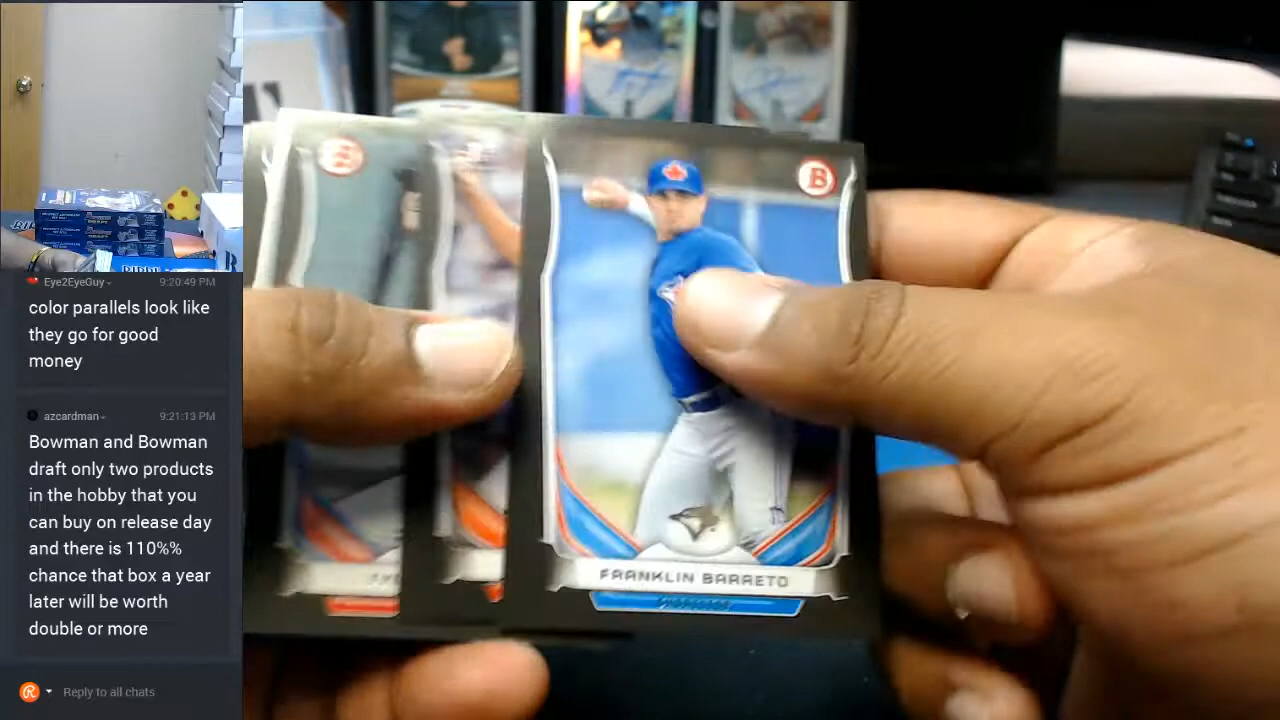 Eye2EyeGuy 9:20:49 PM
color parallels look like
they go for good
money
azcardman 9:21:13 PM
Bowman and Bowman
draft only two products
in the hobby that you
can buy on release day
and there is 110%%
chance that box a year
later will be worth
double or more
Reply to all chats
B
B
FRANKLIN BARRETO